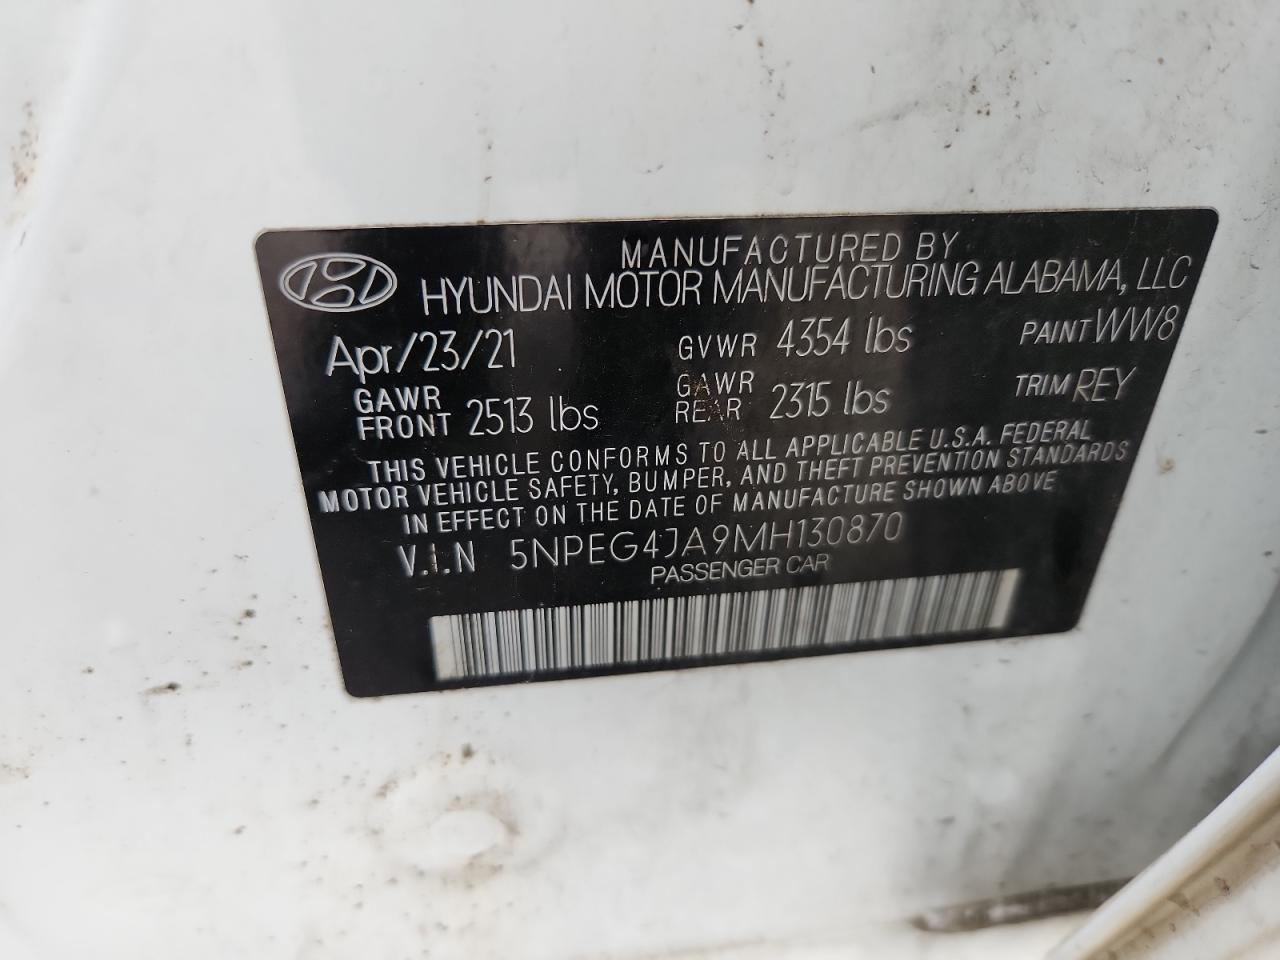 MANUFACTURED BY
HYUNDAI MOTOR MANUFACTURING ALABAMA, LLC
Apr/23/21 GVWR 4354 lbs PAINT WW8
GAWR FRONT 2513 lbs GAWR REAR 2315 lbs TRIM REY
THIS VEHICLE CONFORMS TO ALL APPLICABLE U.S.A. FEDERAL
MOTOR VEHICLE SAFETY, BUMPER, AND THEFT PREVENTION STANDARDS
IN EFFECT ON THE DATE OF MANUFACTURE SHOWN ABOVE
V.I.N 5NPEG4JA9MH130870
PASSENGER CAR